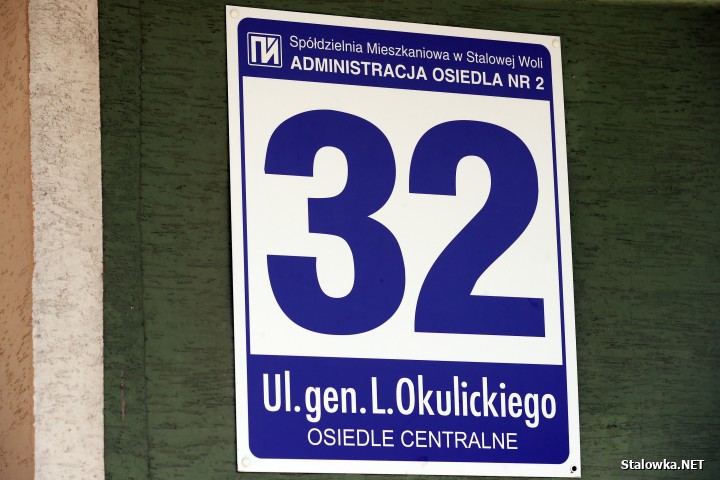 Spółdzielnia Mieszkaniowa w Stalowej Woli
ADMINISTRACJA OSIEDLA NR 2
32
Ul. gen. L. Okulickiego
OSIEDLE CENTRALNE
Stalowka.NET